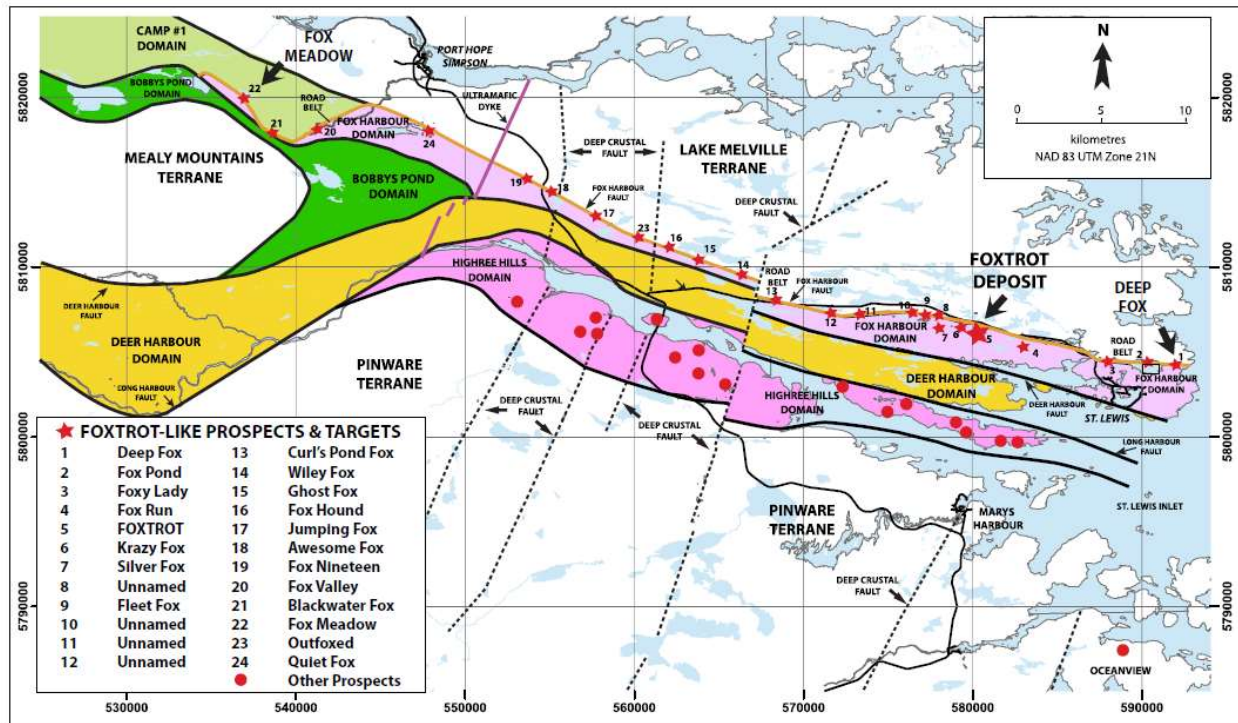 CAMP #1
DOMAIN
FOX
MEADOW
PORT HOPE
SIMPSON
N
0 5 10
kilometres
NAD 83 UTM Zone 21N
BOBBYS POND
DOMAIN
22
ROAD
BELT
ULTRAMAFIC
DYKE
21
20
FOX HARBOUR
DOMAIN
24
DEEP CRUSTAL
FAULT
LAKE MELVILLE
TERRANE
MEALY MOUNTAINS
TERRANE
BOBBYS POND
DOMAIN
19
18
FOX HARBOUR
FAULT
17
DEEP CRUSTAL
FAULT
23
16
15
14
HIGHREE HILLS
DOMAIN
ROAD
BELT
13
FOX HARBOUR
FAULT
FOXTROT
DEPOSIT
DEEP
FOX
DEER HARBOUR
FAULT
12
11
10
9
8
FOX HARBOUR
DOMAIN
7
6
5
4
ROAD
BELT
3
2
1
FOX HARBOUR
DOMAIN
DEER HARBOUR
DOMAIN
PINWARE
TERRANE
LONG HARBOUR
FAULT
DEER HARBOUR
DOMAIN
DEER HARBOUR
FAULT
ST. LEWIS
HIGHREE HILLS
DOMAIN
DEEP CRUSTAL
FAULT
DEEP CRUSTAL
FAULT
LONG HARBOUR
FAULT
ST. LEWIS INLET
PINWARE
TERRANE
MARYS
HARBOUR
DEEP CRUSTAL
FAULT
OCEANVIEW
FOXTROT-LIKE PROSPECTS & TARGETS
1 Deep Fox 13 Curl's Pond Fox
2 Fox Pond 14 Wiley Fox
3 Foxy Lady 15 Ghost Fox
4 Fox Run 16 Fox Hound
5 FOXTROT 17 Jumping Fox
6 Krazy Fox 18 Awesome Fox
7 Silver Fox 19 Fox Nineteen
8 Unnamed 20 Fox Valley
9 Fleet Fox 21 Blackwater Fox
10 Unnamed 22 Fox Meadow
11 Unnamed 23 Outfoxed
12 Unnamed 24 Quiet Fox
Other Prospects
530000 540000 550000 560000 570000 580000 590000
5820000
5810000
5800000
5790000
5820000
5810000
5800000
5790000